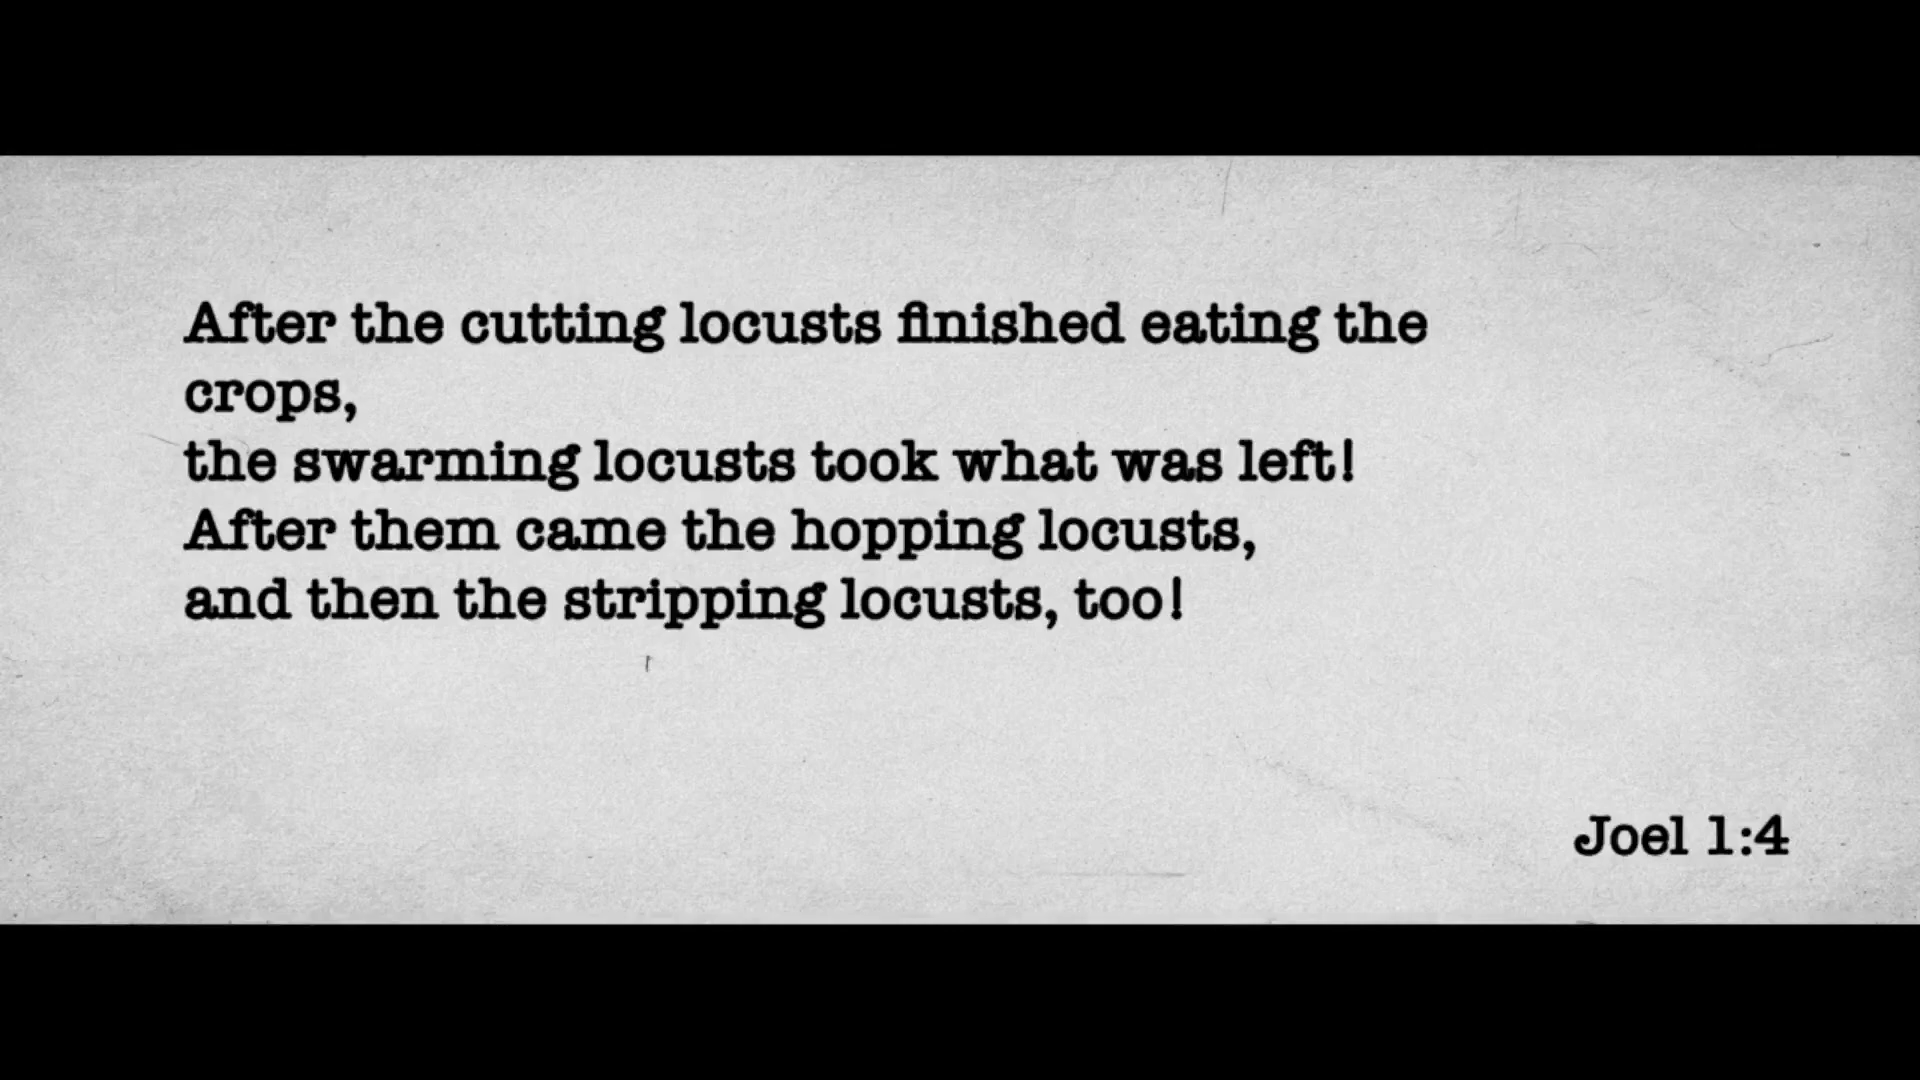 After the cutting locusts finished eating the
crops,
the swarming locusts took what was left!
After them came the hopping locusts,
and then the stripping locusts, too!
Joel 1:4